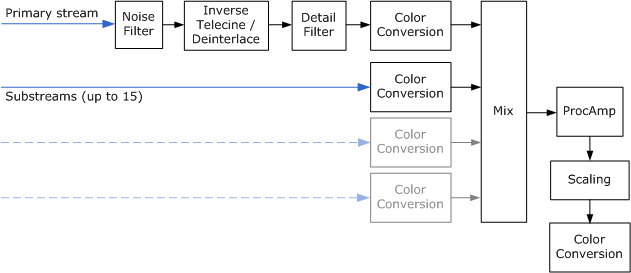 Primary stream
Noise
Filter
Inverse
Telecine /
Deinterlace
Detail
Filter
Color
Conversion
Substreams (up to 15)
Color
Conversion
Color
Conversion
Color
Conversion
Mix
ProcAmp
Scaling
Color
Conversion